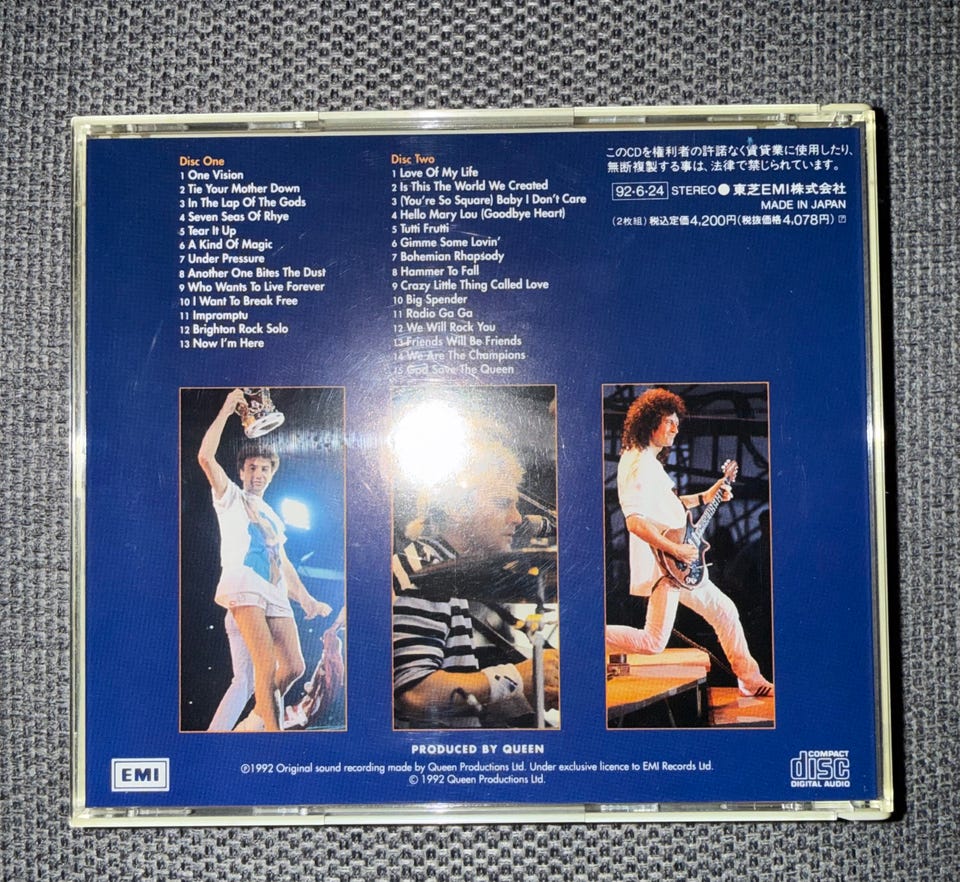 Disc One
1 One Vision
2 Tie Your Mother Down
3 In The Lap Of The Gods
4 Seven Seas Of Rhye
5 Tear It Up
6 A Kind Of Magic
7 Under Pressure
8 Another One Bites The Dust
9 Who Wants To Live Forever
10 I Want To Break Free
11 Impromptu
12 Brighton Rock Solo
13 Now I'm Here
Disc Two
1 Love Of My Life
2 Is This The World We Created
3 (You're So Square) Baby I Don't Care
4 Hello Mary Lou (Goodbye Heart)
5 Tutti Frutti
6 Gimme Some Lovin'
7 Bohemian Rhapsody
8 Hammer To Fall
9 Crazy Little Thing Called Love
10 Big Spender
11 Radio Ga Ga
12 We Will Rock You
13 Friends Will Be Friends
14 We Are The Champions
15 God Save The Queen
このCDを権利者の許諾なく賃貸業に使用したり、
無断複製する事は、法律で禁じられています。
92・6・24 STEREO ● 東芝EMI株式会社
MADE IN JAPAN
(2枚組) 税込定価4,200円(税抜価格4,078円)
PRODUCED BY QUEEN
℗1992 Original sound recording made by Queen Productions Ltd. Under exclusive licence to EMI Records Ltd.
© 1992 Queen Productions Ltd.
EMI
COMPACT
disc
DIGITAL AUDIO